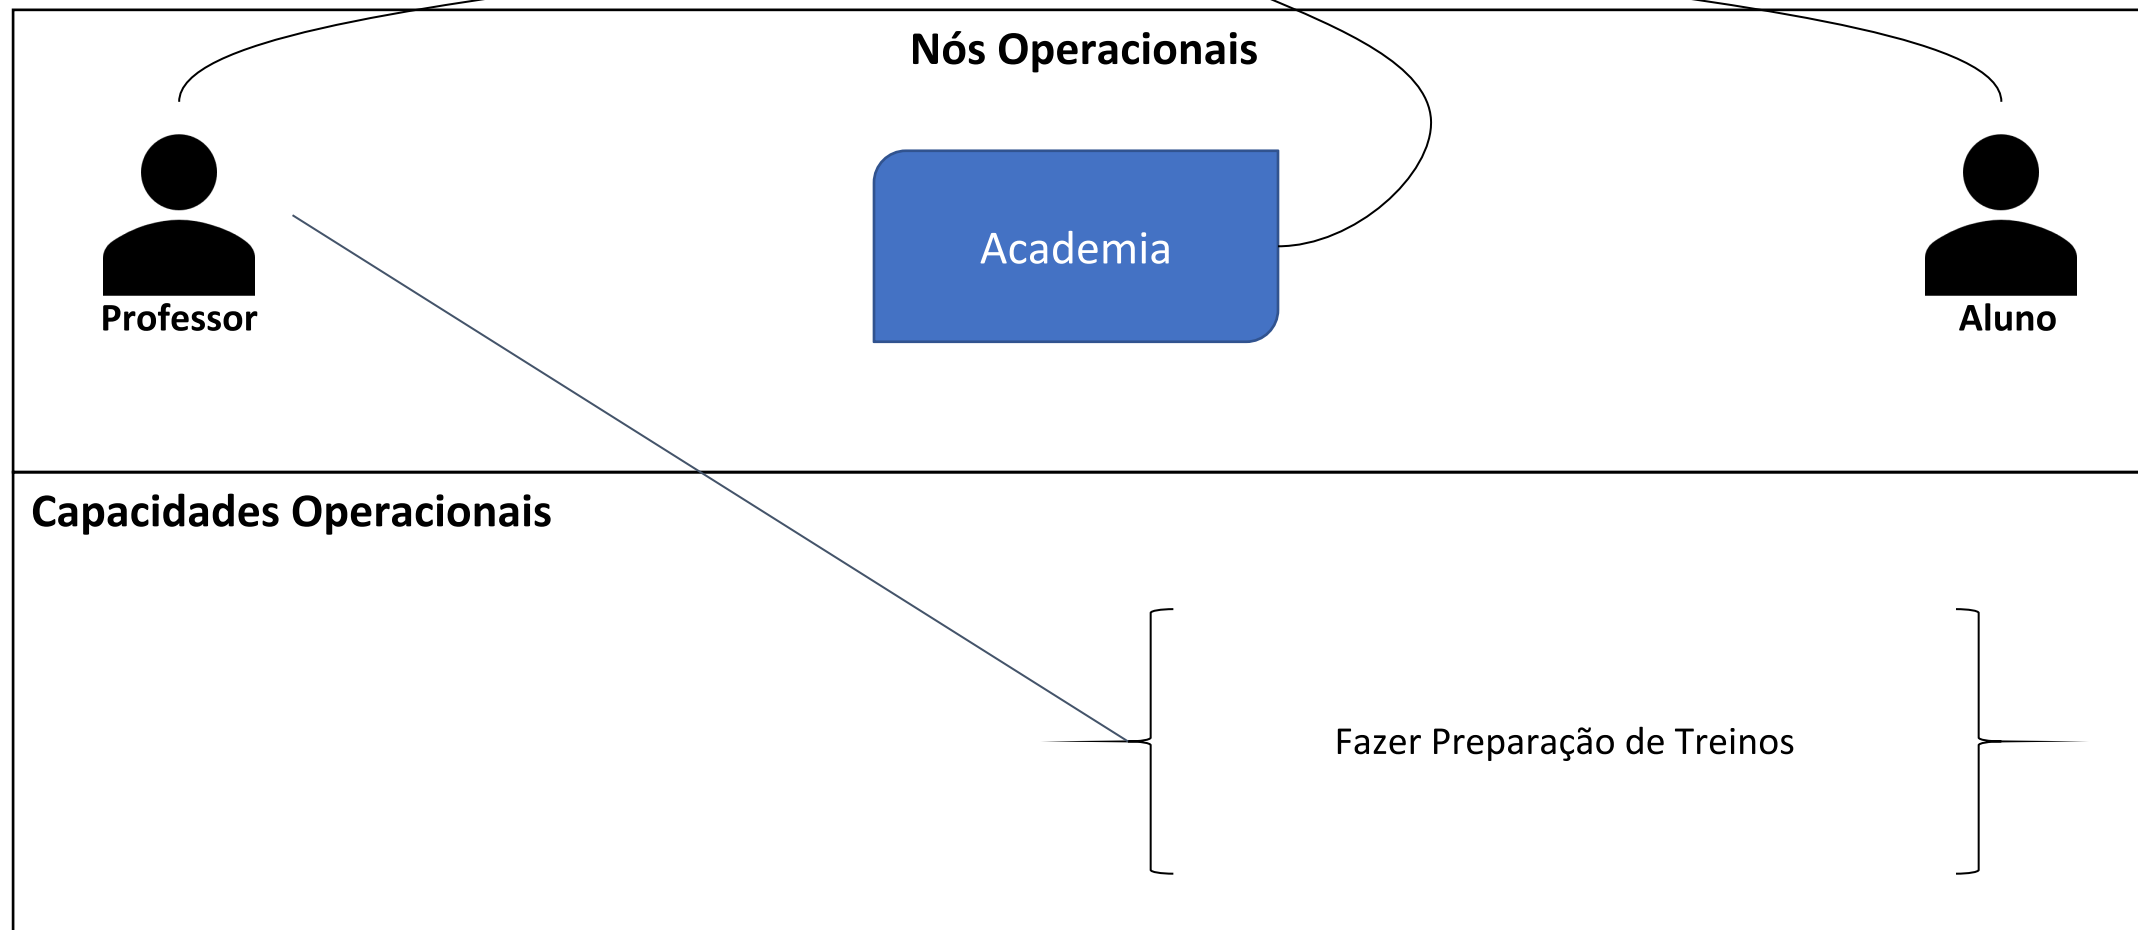 Nós Operacionais
Academia
Professor
Aluno
Capacidades Operacionais
Fazer Preparação de Treinos